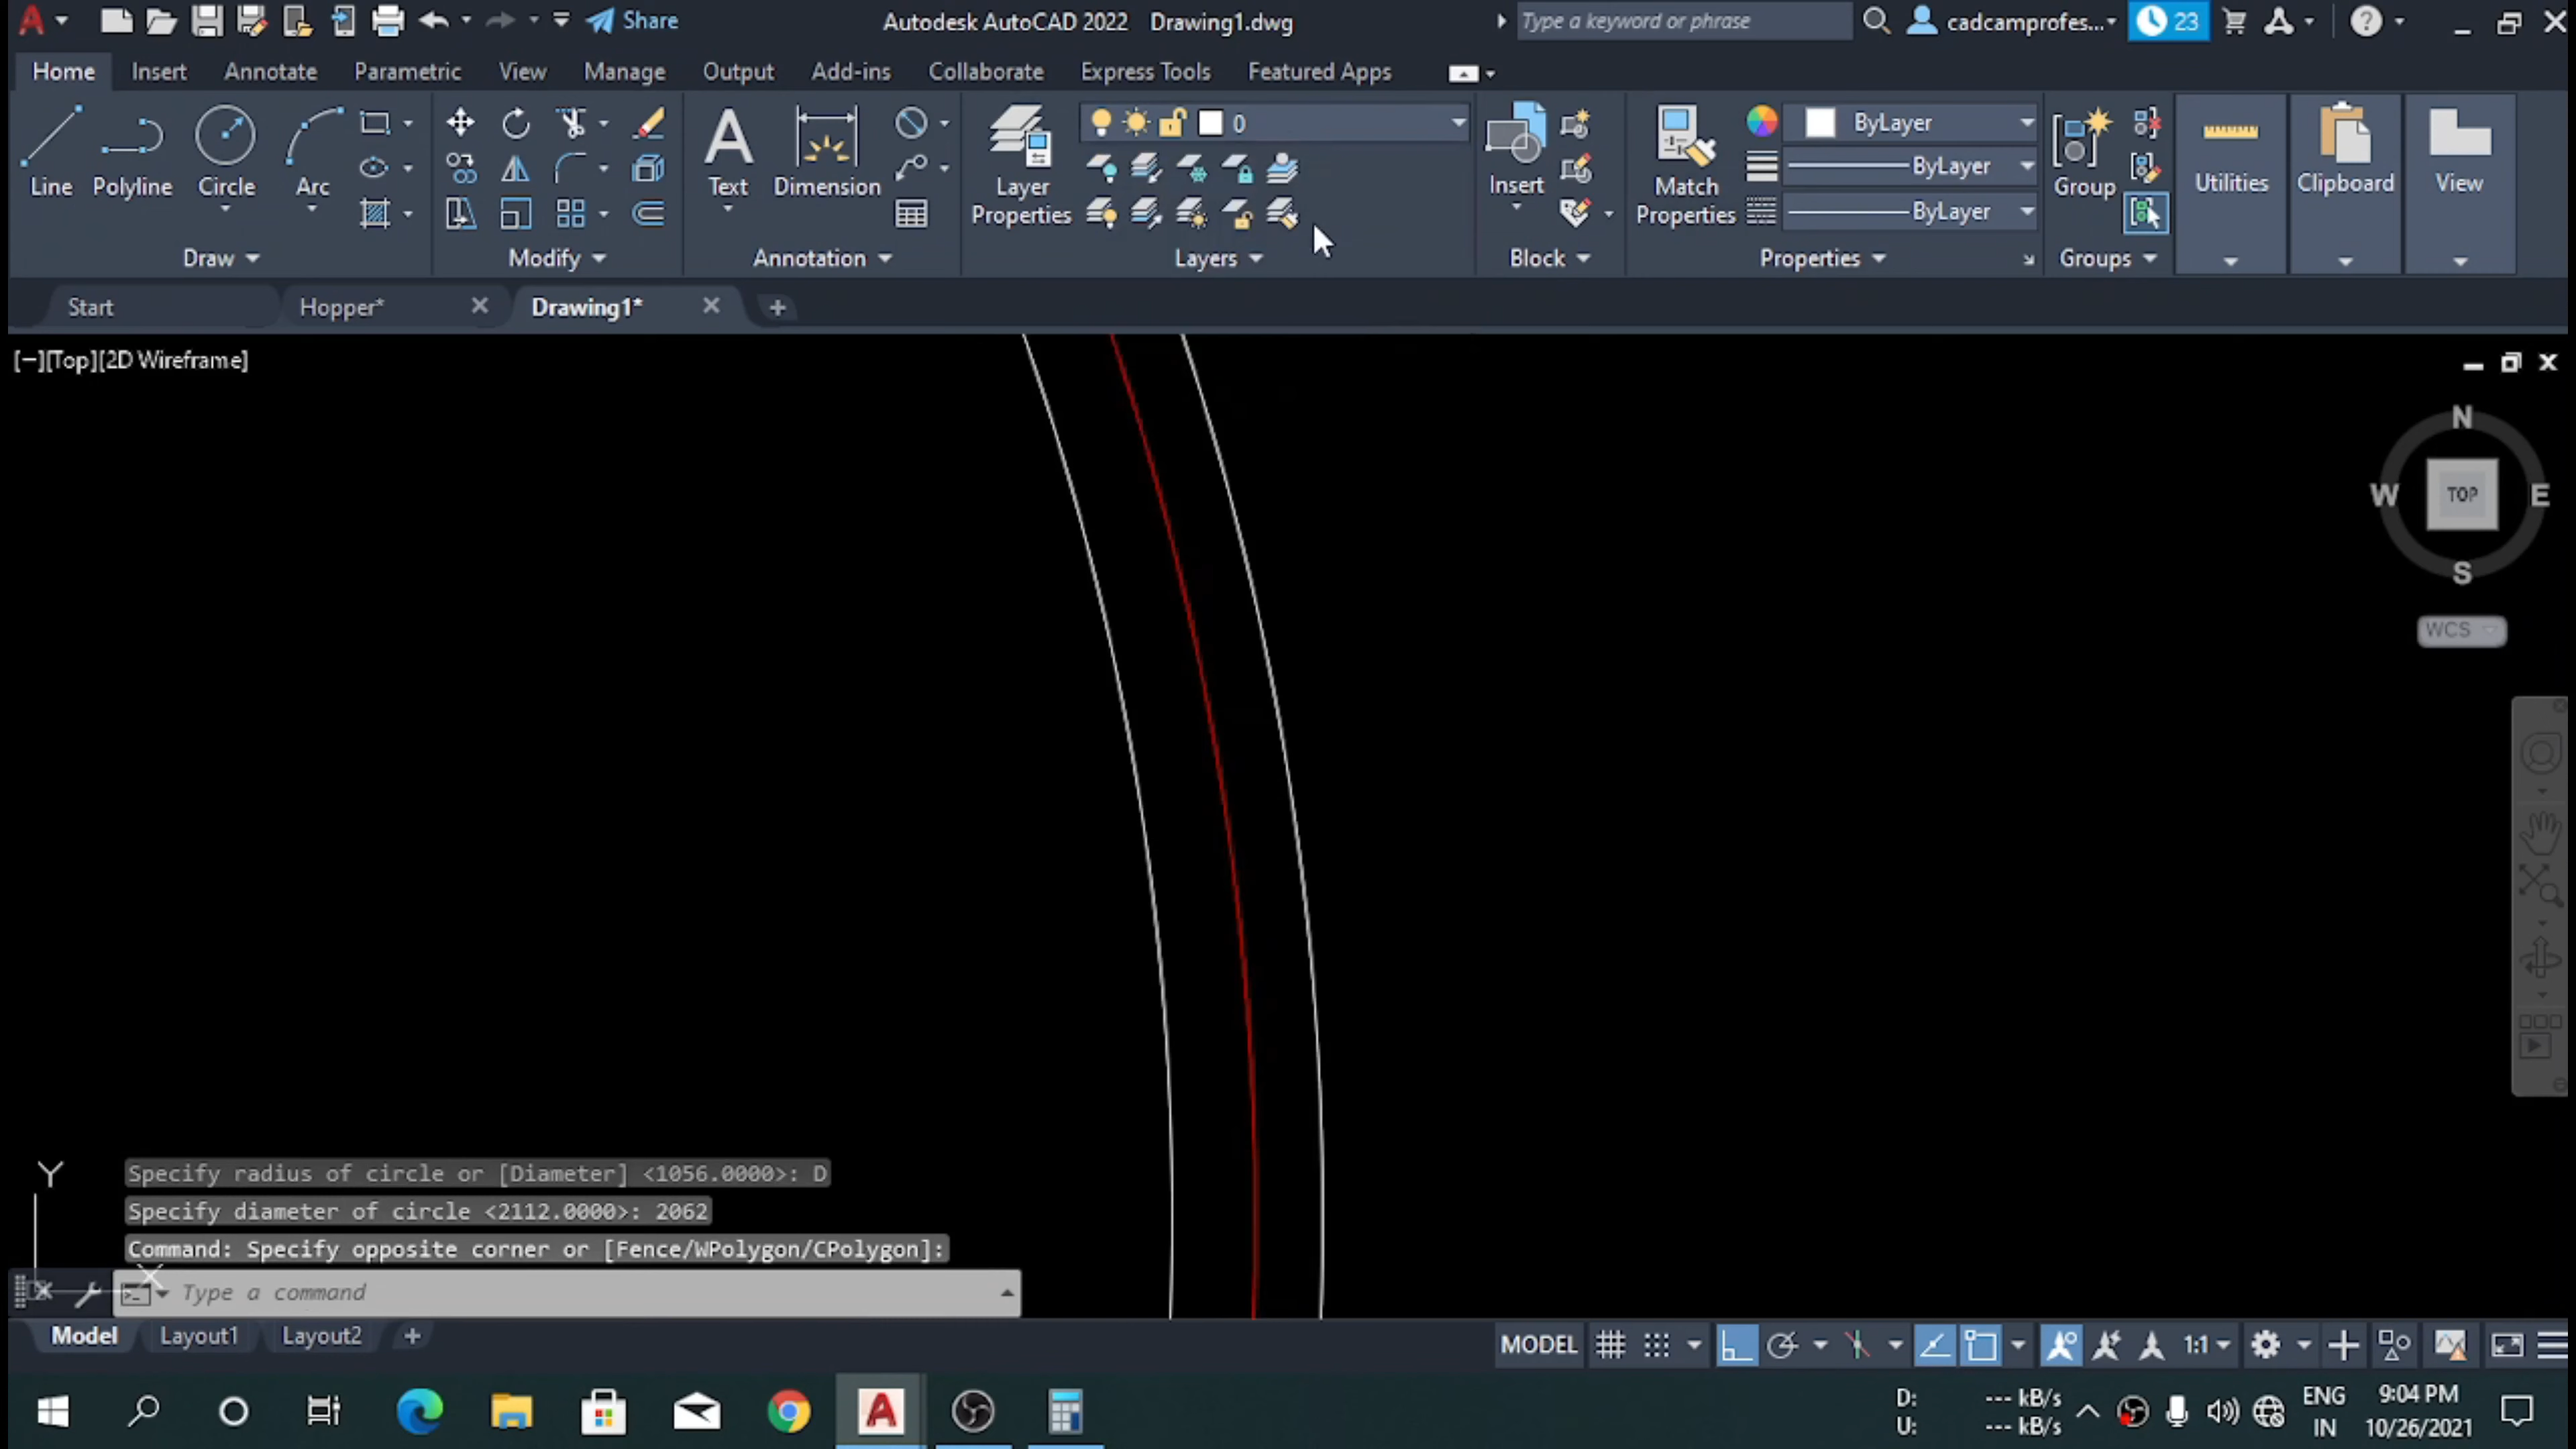 Share
Autodesk AutoCAD 2022 Drawing1.dwg
Type a keyword or phrase
cadcamprofes...
23
Home Insert Annotate Parametric View Manage Output Add-ins Collaborate Express Tools Featured Apps
Line Polyline Circle Arc
Text Dimension
Layer Properties
0
Insert
Match Properties
ByLayer
ByLayer
ByLayer
Group
Utilities Clipboard View
Draw Modify Annotation Layers Block Properties Groups
Start Hopper* Drawing1*
[−][Top][2D Wireframe]
N
W TOP E
S
WCS
Y
X
Specify radius of circle or [Diameter] <1056.0000>: D
Specify diameter of circle <2112.0000>: 2062
Command: Specify opposite corner or [Fence/WPolygon/CPolygon]:
Type a command
Model Layout1 Layout2
MODEL 1:1
D: --- kB/s
U: --- kB/s
ENG
IN
9:04 PM
10/26/2021